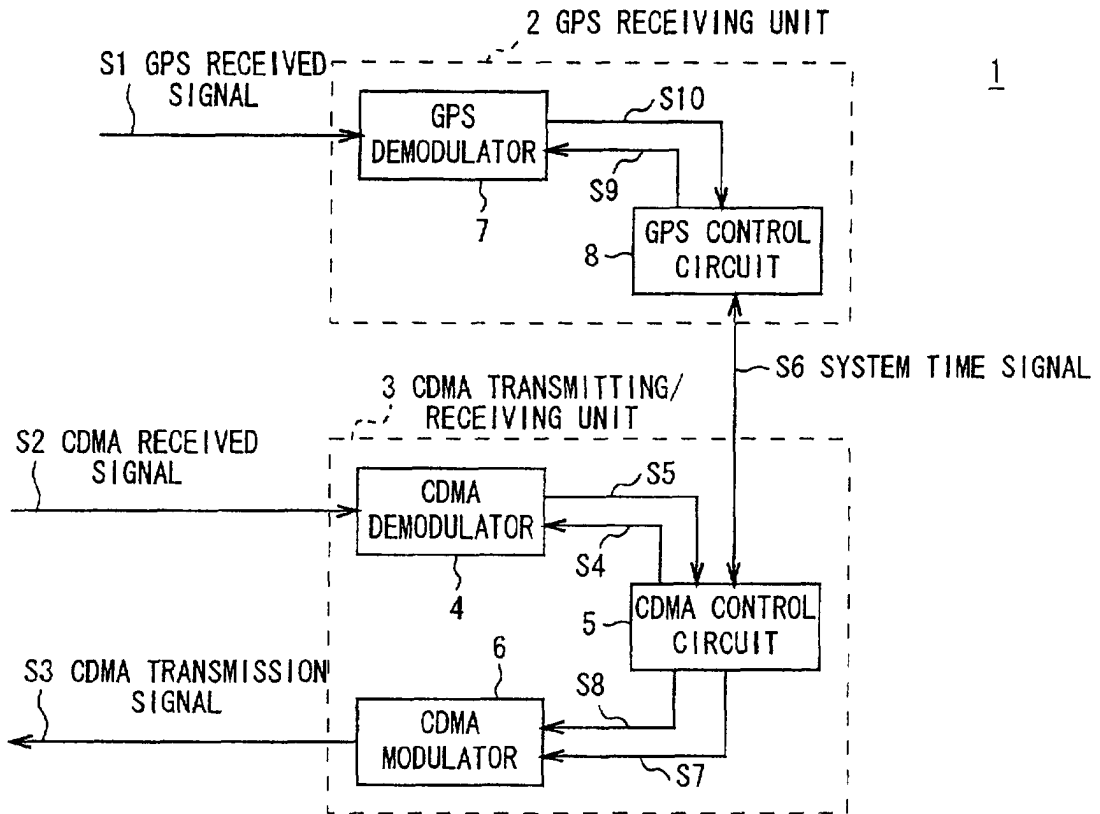 2 GPS RECEIVING UNIT
1
S1 GPS RECEIVED
SIGNAL
GPS
DEMODULATOR
7
S10
S9
8
GPS CONTROL
CIRCUIT
S6 SYSTEM TIME SIGNAL
3 CDMA TRANSMITTING/
RECEIVING UNIT
S2 CDMA RECEIVED
SIGNAL
CDMA
DEMODULATOR
4
S5
S4
5
CDMA CONTROL
CIRCUIT
S3 CDMA TRANSMISSION
SIGNAL
6
CDMA
MODULATOR
S8
S7